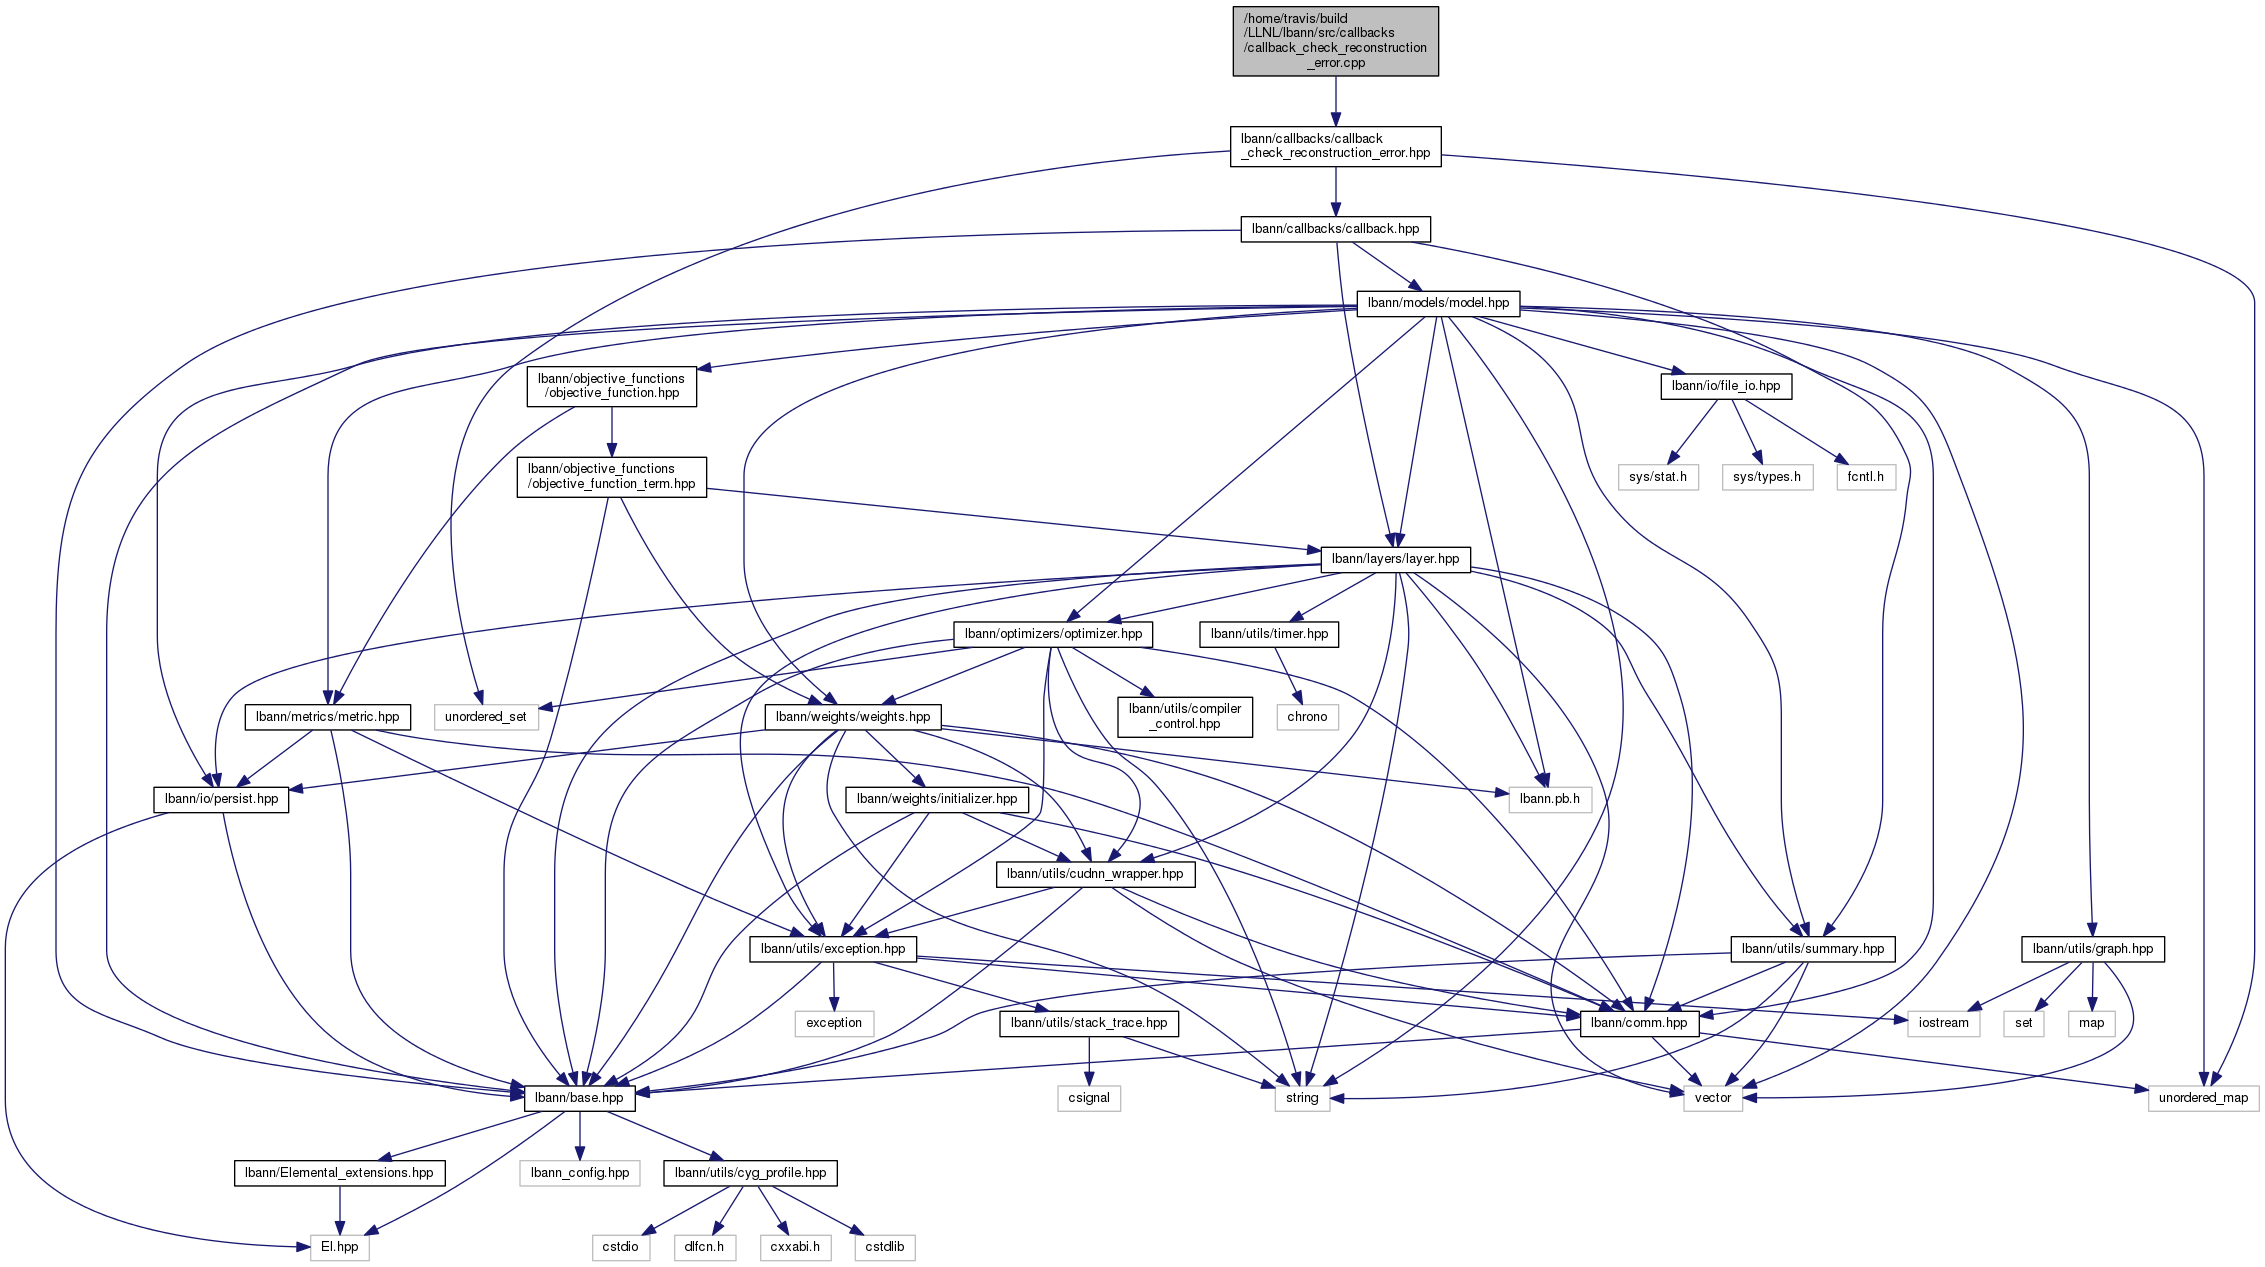 /home/travis/build
/LLNL/lbann/src/callbacks
/callback_check_reconstruction
_error.cpp
lbann/callbacks/callback
_check_reconstruction_error.hpp
lbann/callbacks/callback.hpp
lbann/models/model.hpp
lbann/objective_functions
/objective_function.hpp
lbann/io/file_io.hpp
lbann/objective_functions
/objective_function_term.hpp
sys/stat.h
sys/types.h
fcntl.h
lbann/layers/layer.hpp
lbann/optimizers/optimizer.hpp
lbann/utils/timer.hpp
lbann/metrics/metric.hpp
unordered_set
lbann/weights/weights.hpp
lbann/utils/compiler
_control.hpp
chrono
lbann/io/persist.hpp
lbann/weights/initializer.hpp
lbann.pb.h
lbann/utils/cudnn_wrapper.hpp
lbann/utils/exception.hpp
lbann/utils/summary.hpp
lbann/utils/graph.hpp
exception
lbann/utils/stack_trace.hpp
lbann/comm.hpp
iostream
set
map
lbann/base.hpp
csignal
string
vector
unordered_map
lbann/Elemental_extensions.hpp
lbann_config.hpp
lbann/utils/cyg_profile.hpp
El.hpp
cstdio
dlfcn.h
cxxabi.h
cstdlib